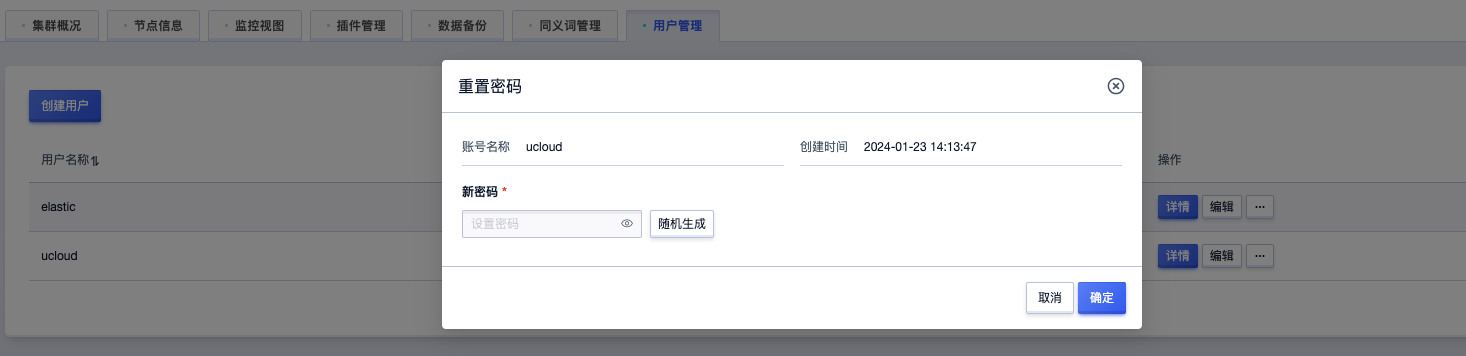 集群概况 节点信息 监控视图 插件管理 数据备份 同义词管理 用户管理
重置密码
创建用户
账号名称 ucloud 创建时间 2024-01-23 14:13:47
用户名称 操作
新密码 *
elastic 详情 编辑 ...
设置密码 随机生成
ucloud 详情 编辑 ...
取消 确定